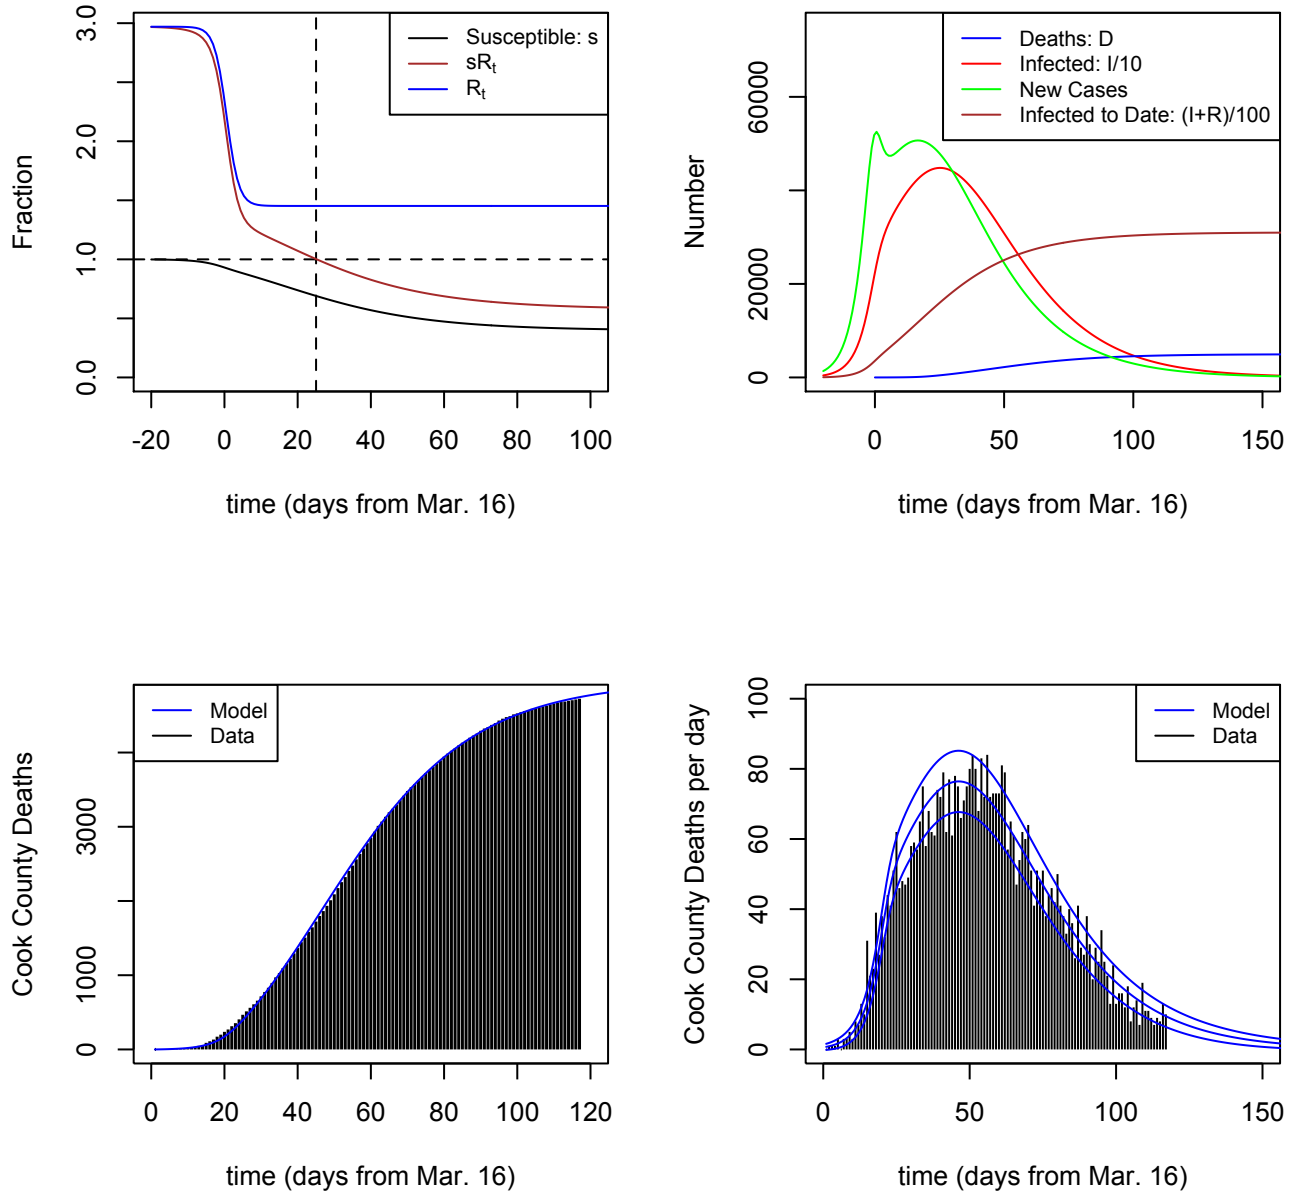 Fraction
3.0
2.0
1.0
0.0
Susceptible: s
sRt
Rt
-20 0 20 40 60 80 100
time (days from Mar. 16)
Number
60000
20000
0
Deaths: D
Infected: I/10
New Cases
Infected to Date: (I+R)/100
0 50 100 150
time (days from Mar. 16)
Cook County Deaths
3000
1000
0
Model
Data
0 20 40 60 80 100 120
time (days from Mar. 16)
Cook County Deaths per day
100
80
60
40
20
0
Model
Data
0 50 100 150
time (days from Mar. 16)